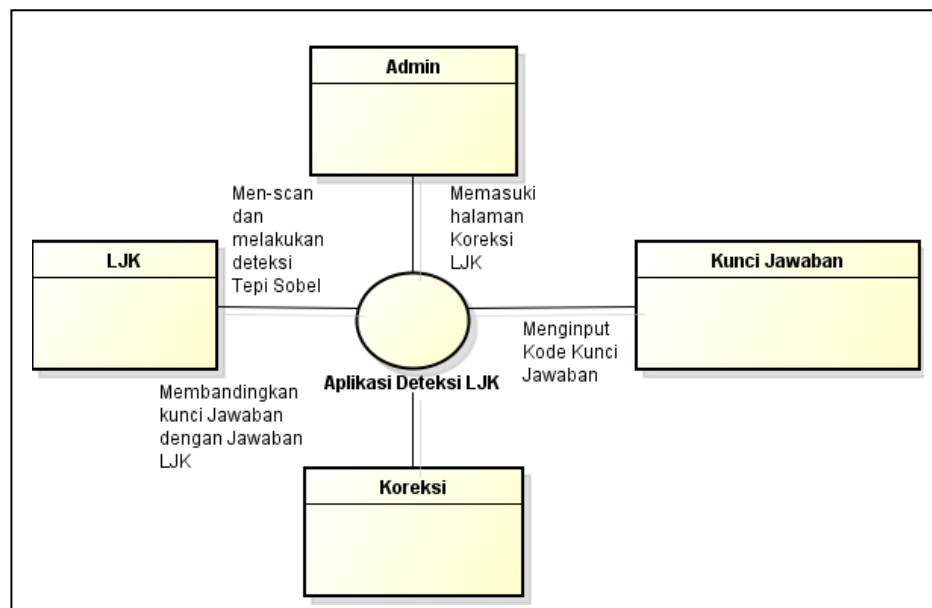 Admin
Men-scan
dan
melakukan
deteksi
Tepi Sobel
Memasuki
halaman
Koreksi
LJK
LJK
Kunci Jawaban
Menginput
Kode Kunci
Jawaban
Aplikasi Deteksi LJK
Membandingkan
kunci Jawaban
dengan Jawaban
LJK
Koreksi